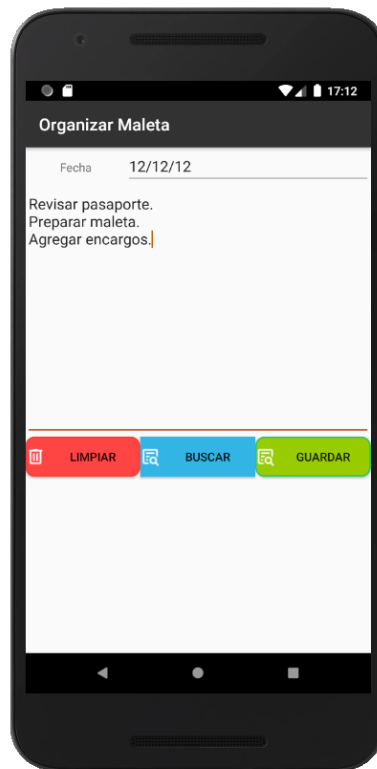 17:12
Organizar Maleta
Fecha 12/12/12
Revisar pasaporte.
Preparar maleta.
Agregar encargos.
LIMPIAR BUSCAR GUARDAR